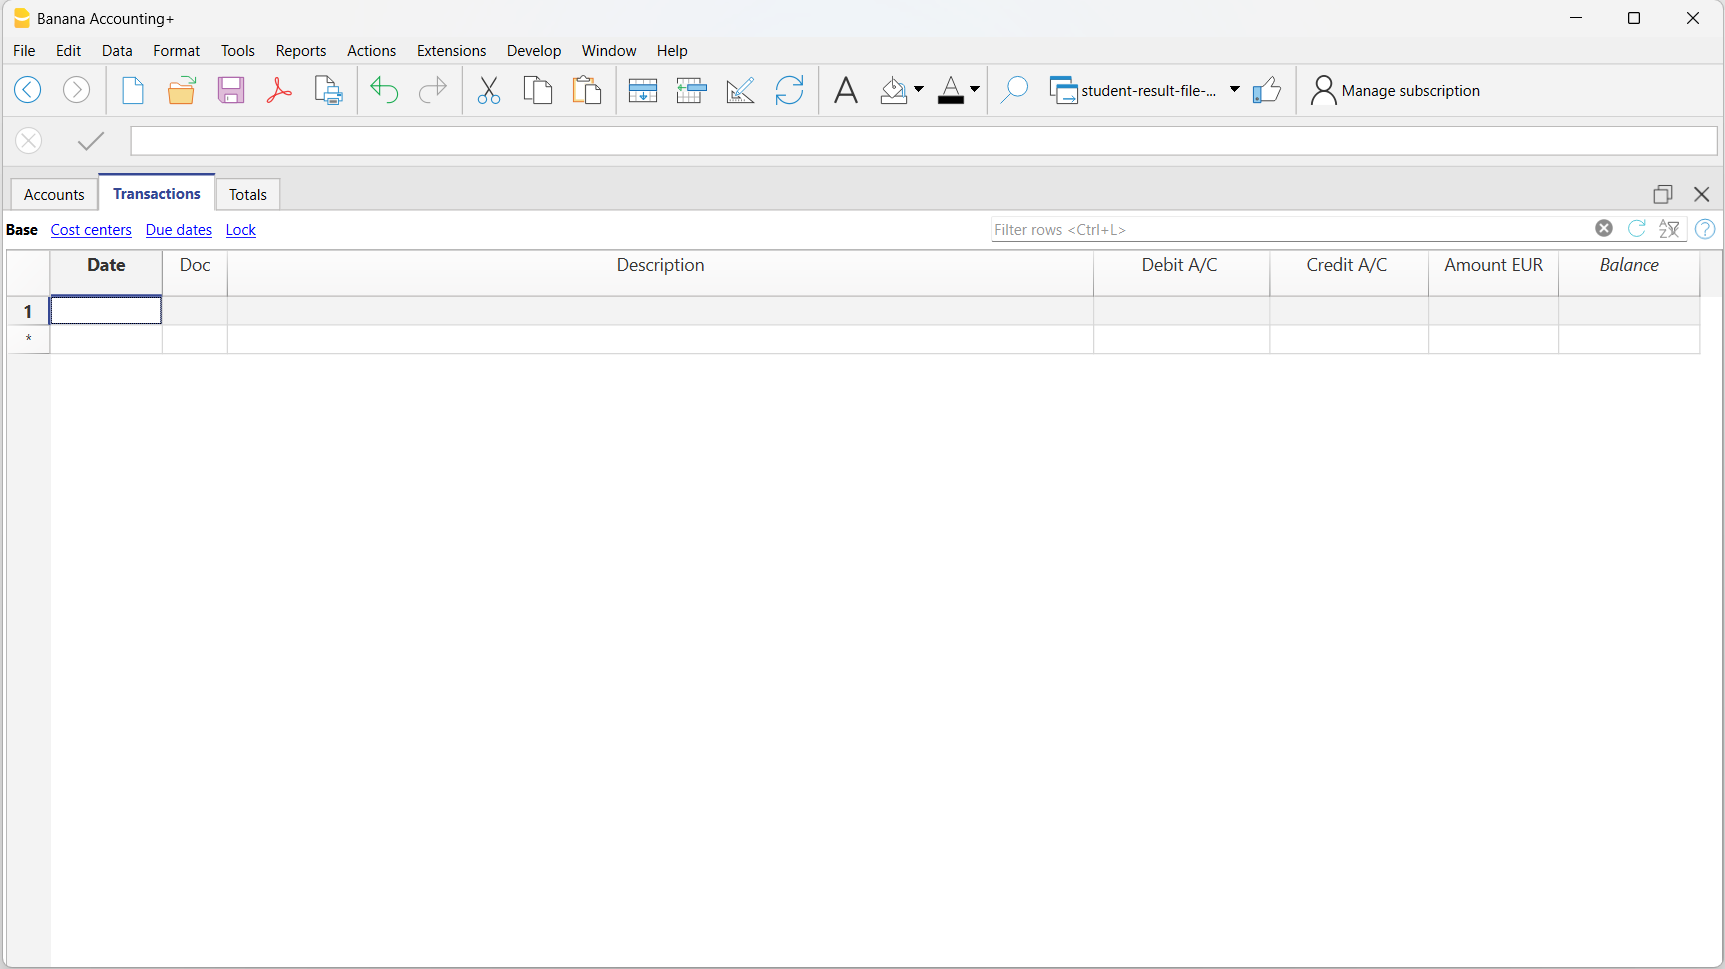 Banana Accounting+
File Edit Data Format Tools Reports Actions Extensions Develop Window Help
student-result-file-... Manage subscription
Accounts Transactions Totals
Base Cost centers Due dates Lock Filter rows <Ctrl+L>
Date Doc Description Debit A/C Credit A/C Amount EUR Balance
1
*